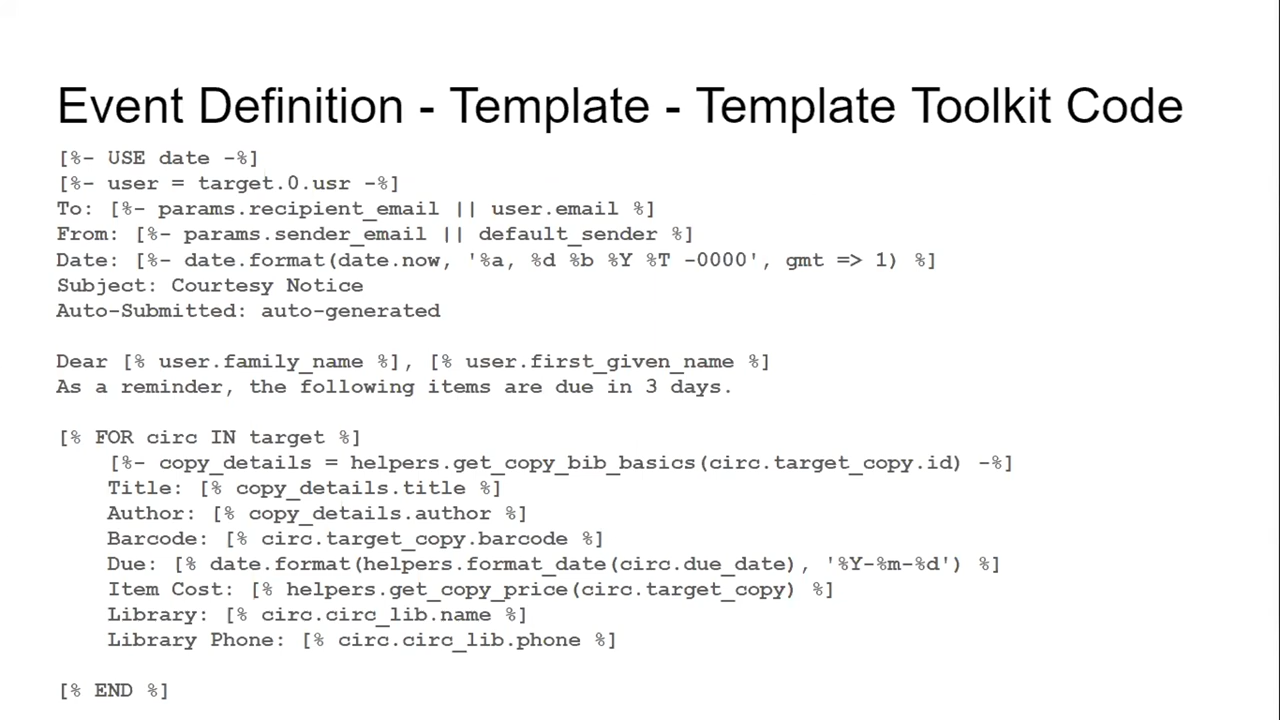 Event Definition - Template - Template Toolkit Code
[%- USE date -%]
[%- user = target.0.usr -%]
To: [%- params.recipient_email || user.email %]
From: [%- params.sender_email || default_sender %]
Date: [%- date.format(date.now, '%a, %d %b %Y %T -0000', gmt => 1) %]
Subject: Courtesy Notice
Auto-Submitted: auto-generated
Dear [% user.family_name %], [% user.first_given_name %]
As a reminder, the following items are due in 3 days.
[% FOR circ IN target %]
[%- copy_details = helpers.get_copy_bib_basics(circ.target_copy.id) -%]
Title: [% copy_details.title %]
Author: [% copy_details.author %]
Barcode: [% circ.target_copy.barcode %]
Due: [% date.format(helpers.format_date(circ.due_date), '%Y-%m-%d') %]
Item Cost: [% helpers.get_copy_price(circ.target_copy) %]
Library: [% circ.circ_lib.name %]
Library Phone: [% circ.circ_lib.phone %]
[% END %]